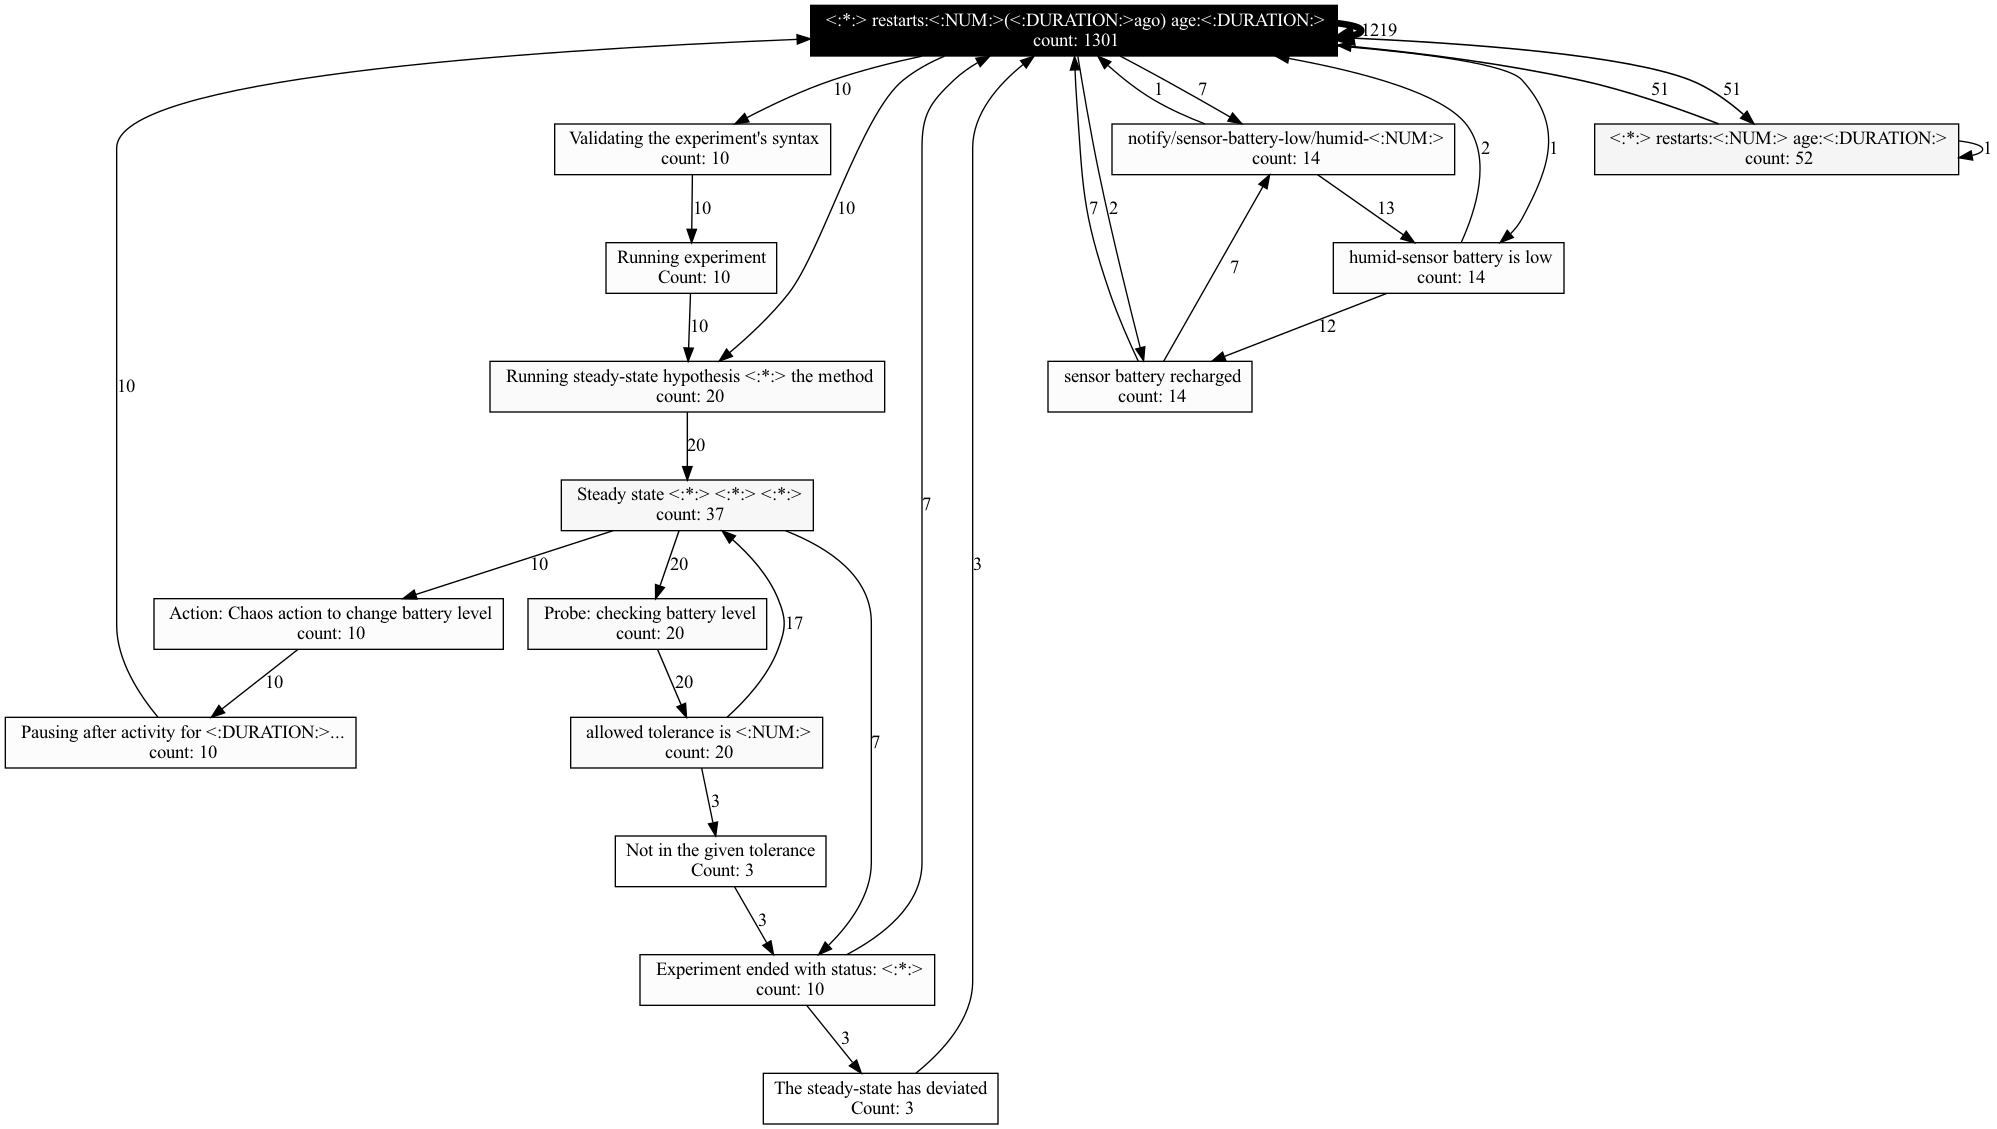 <:*:> restarts:<:NUM:>(<:DURATION:>ago) age:<:DURATION:>
count: 1301
1219
10
1
7
51
51
Validating the experiment's syntax
count: 10
notify/sensor-battery-low/humid-<:NUM:>
count: 14
2
1
<:*:> restarts:<:NUM:> age:<:DURATION:>
count: 52
1
10
10
7
2
13
Running experiment
Count: 10
7
humid-sensor battery is low
count: 14
10
12
10
Running steady-state hypothesis <:*:> the method
count: 20
sensor battery recharged
count: 14
20
Steady state <:*:> <:*:> <:*:>
count: 37
7
10
20
3
Action: Chaos action to change battery level
count: 10
Probe: checking battery level
count: 20
17
10
20
Pausing after activity for <:DURATION:>...
count: 10
allowed tolerance is <:NUM:>
count: 20
7
3
Not in the given tolerance
Count: 3
3
Experiment ended with status: <:*:>
count: 10
3
The steady-state has deviated
Count: 3